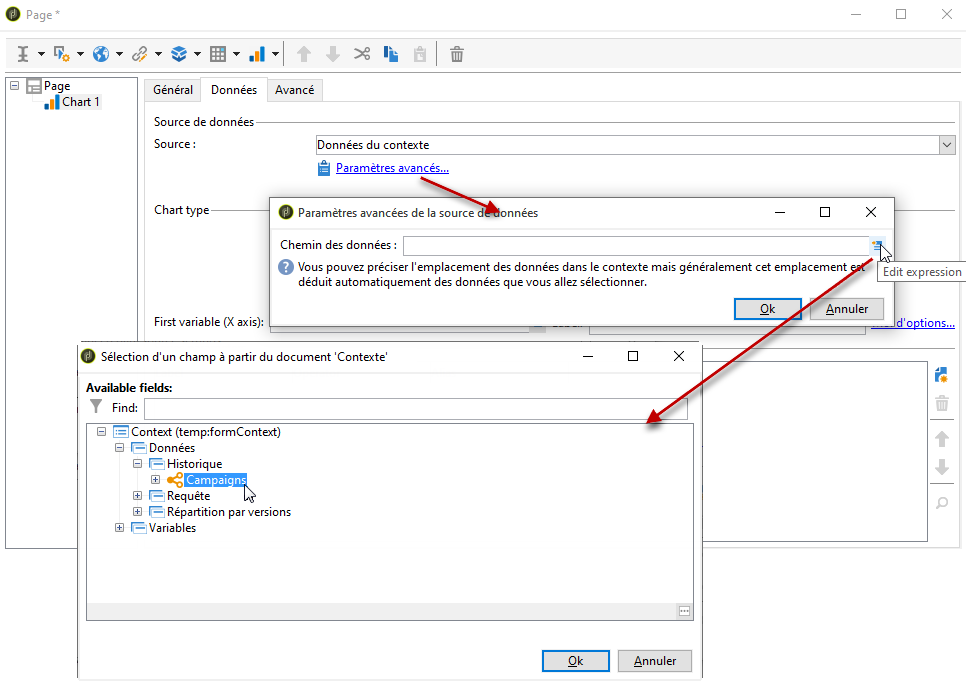 Page *
Page
Chart 1
Général
Données
Avancé
Source de données
Source :
Données du contexte
Paramètres avancés...
Chart type
Paramètres avancées de la source de données
Chemin des données :
Edit expression
Vous pouvez préciser l'emplacement des données dans le contexte mais généralement cet emplacement est
déduit automatiquement des données que vous allez sélectionner.
Ok
Annuler
First variable (X axis):
d'options...
Sélection d'un champ à partir du document 'Contexte'
Available fields:
Find:
Context (temp:formContext)
Données
Historique
Campaigns
Requête
Répartition par versions
Variables
Ok
Annuler